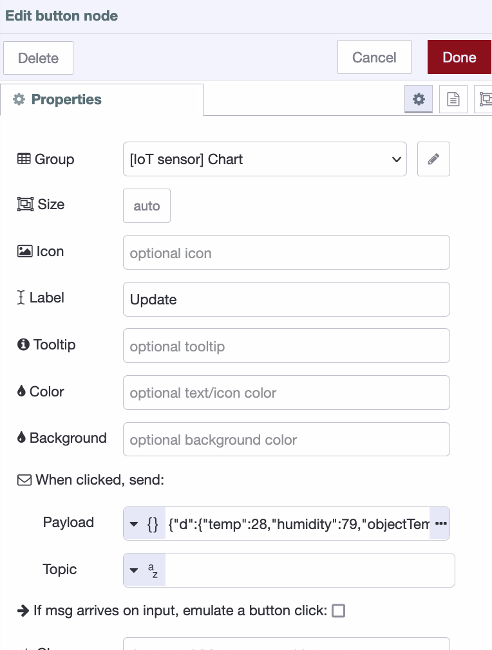 Edit button node
Delete Cancel Done
Properties
Group [IoT sensor] Chart
Size auto
Icon optional icon
Label Update
Tooltip optional tooltip
Color optional text/icon color
Background optional background color
When clicked, send:
Payload {} {"d":{"temp":28,"humidity":79,"objectTem •••
Topic az
If msg arrives on input, emulate a button click: